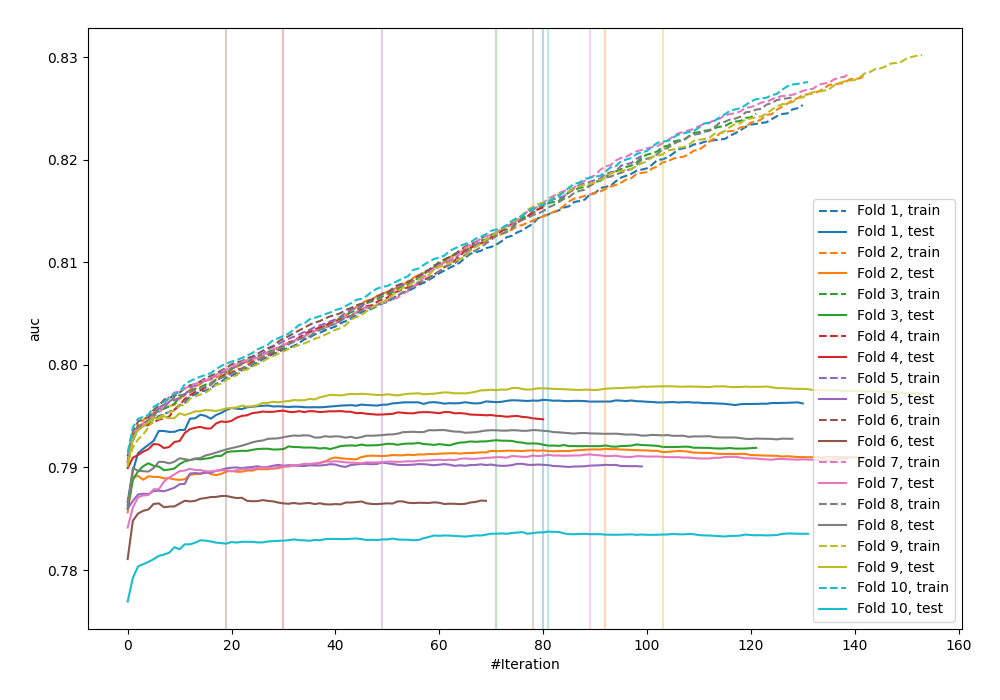 0.83
0.82
0.81
0.80
0.79
0.78
auc
0
20
40
60
80
100
120
140
160
#Iteration
Fold 1, train
Fold 1, test
Fold 2, train
Fold 2, test
Fold 3, train
Fold 3, test
Fold 4, train
Fold 4, test
Fold 5, train
Fold 5, test
Fold 6, train
Fold 6, test
Fold 7, train
Fold 7, test
Fold 8, train
Fold 8, test
Fold 9, train
Fold 9, test
Fold 10, train
Fold 10, test